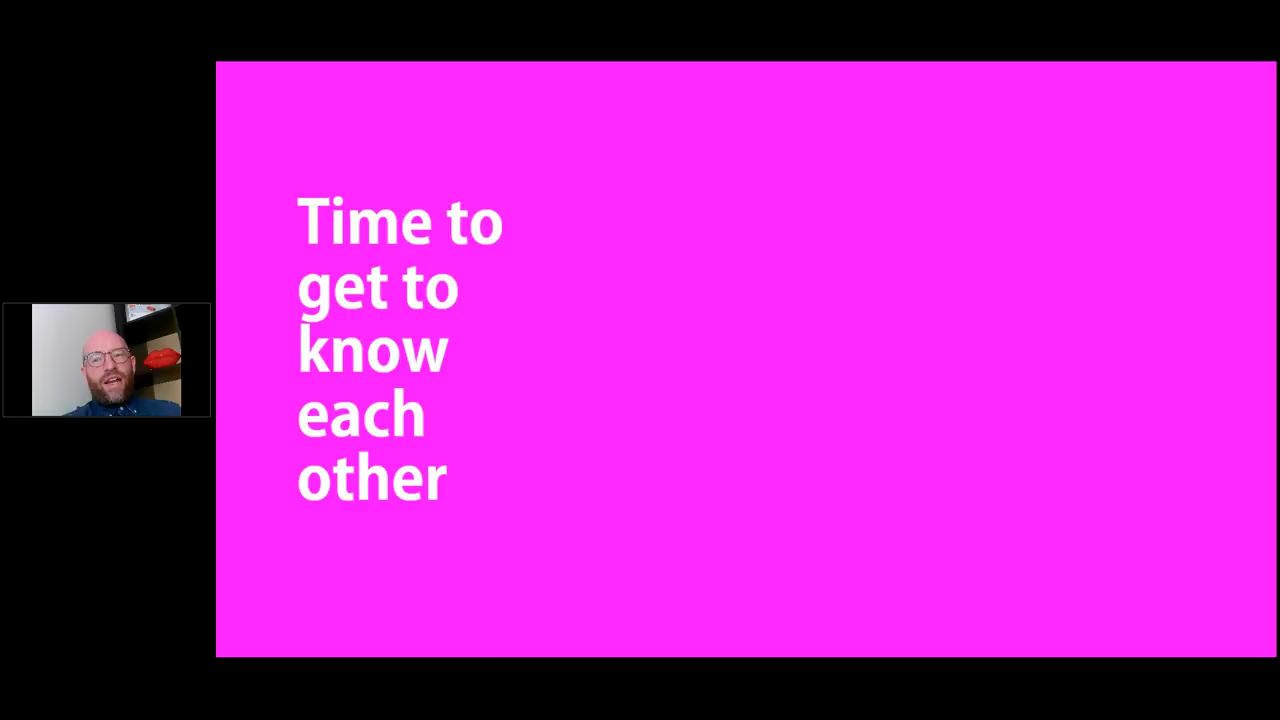 Time to
get to
know
each
other